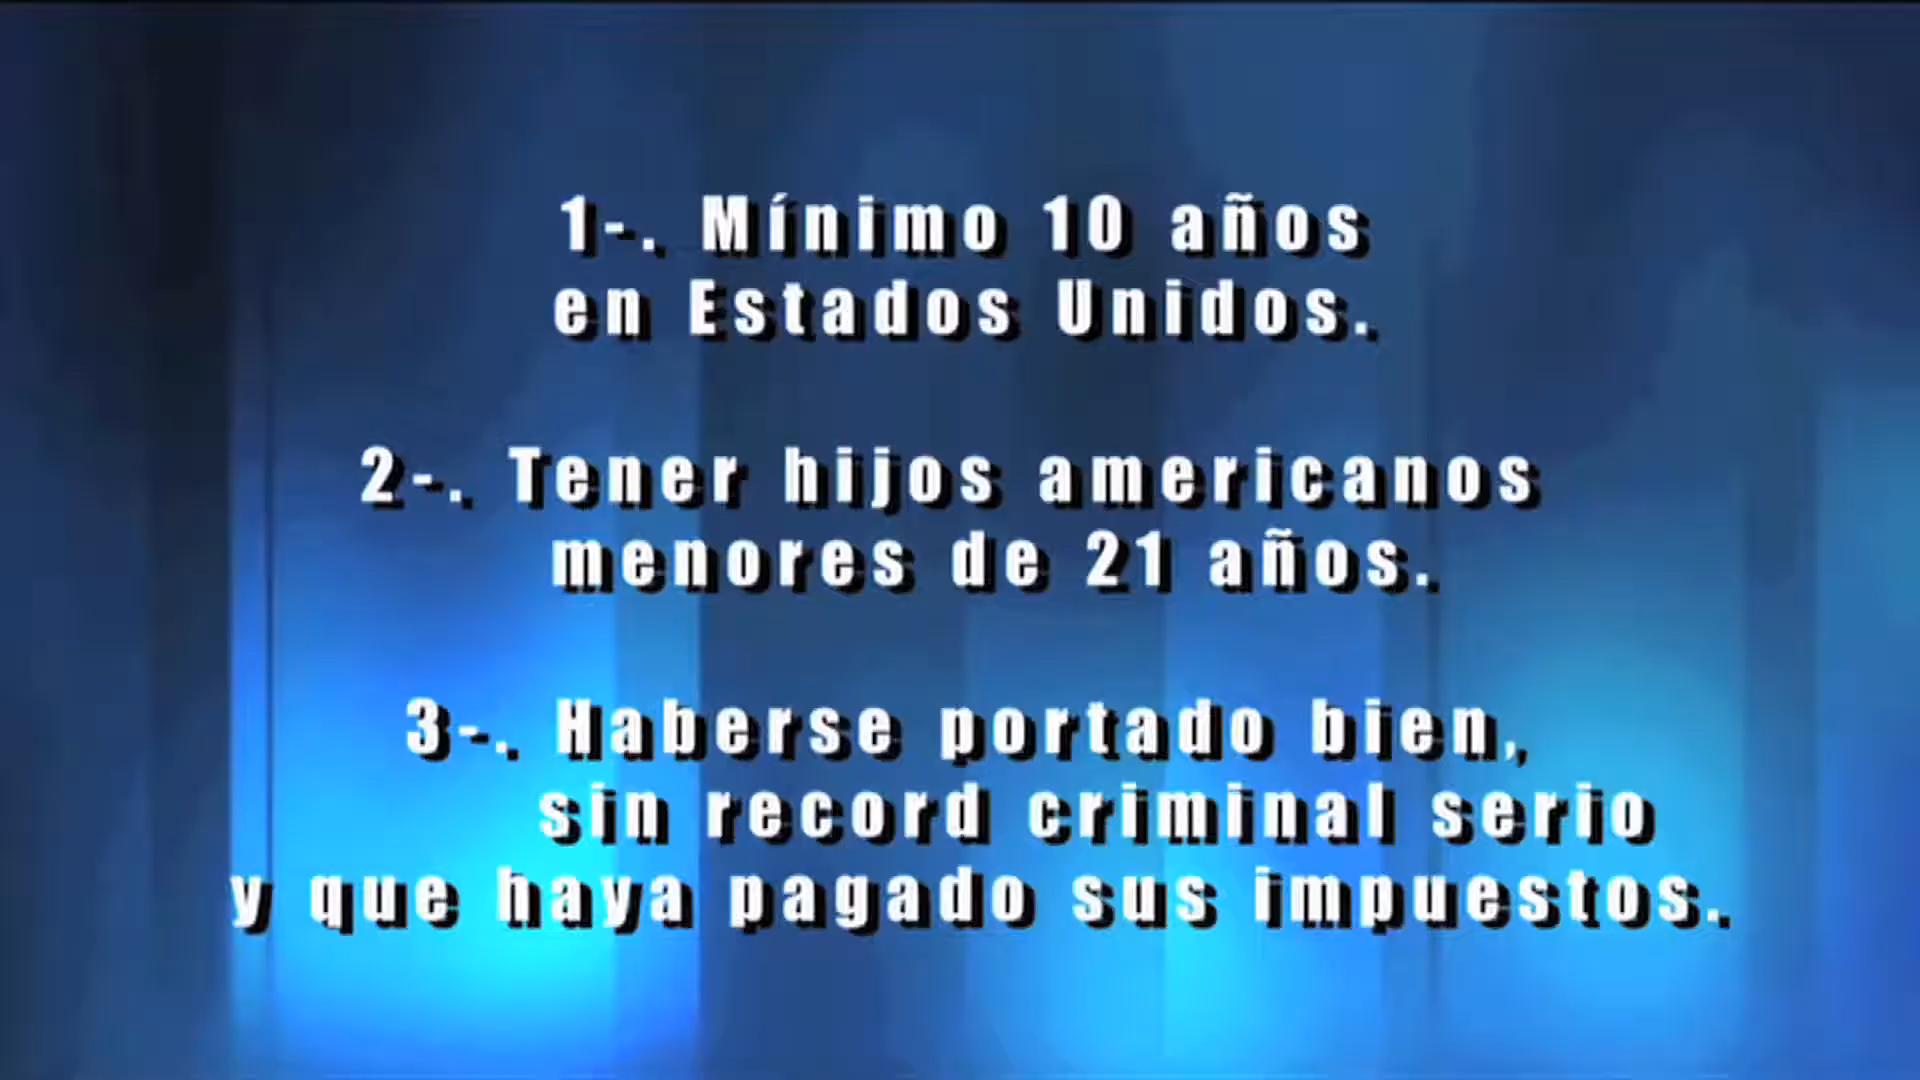 1-. Mínimo 10 años
en Estados Unidos.
2-. Tener hijos americanos
menores de 21 años.
3-. Haberse portado bien,
sin record criminal serio
y que haya pagado sus impuestos.